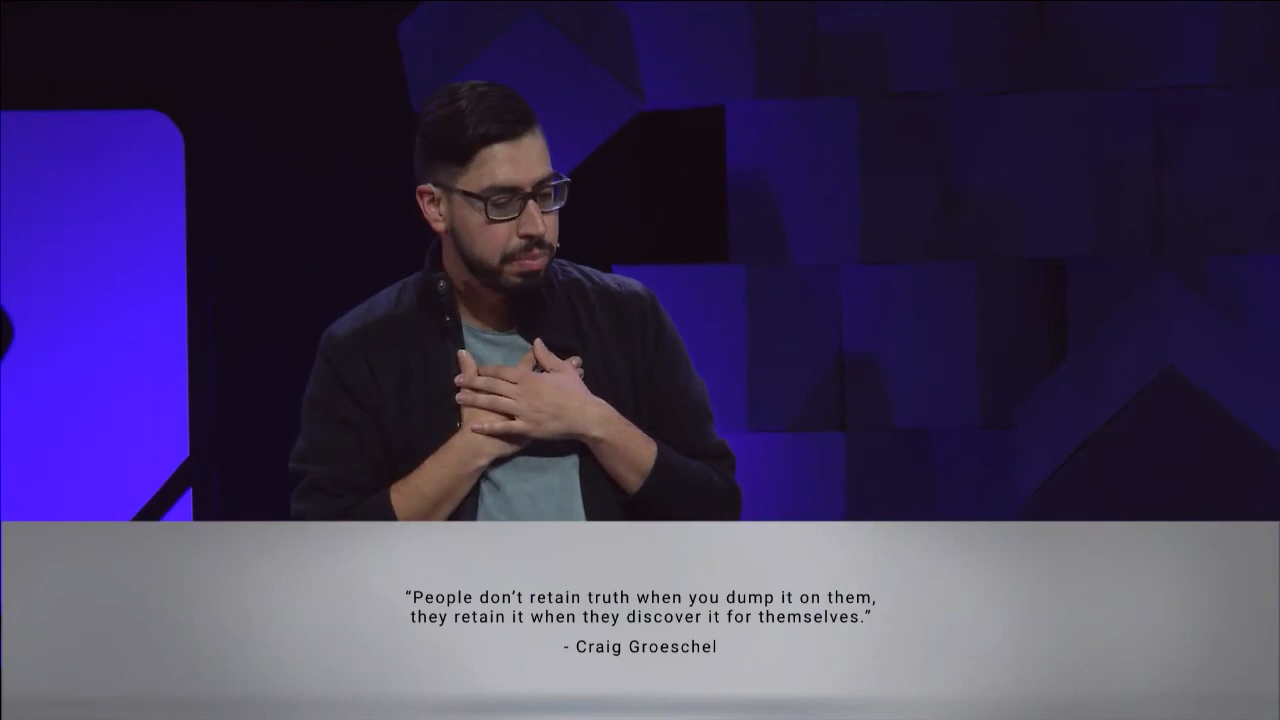 “People don’t retain truth when you dump it on them,
they retain it when they discover it for themselves.”
- Craig Groeschel